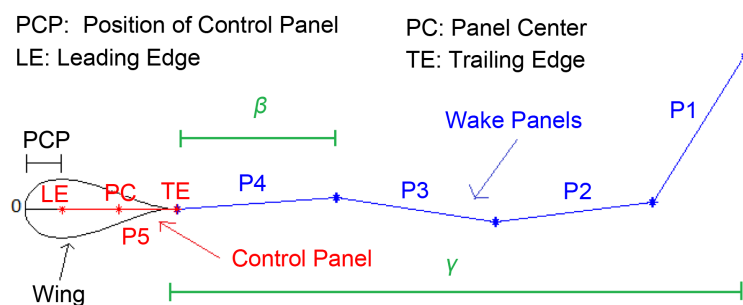 PCP: Position of Control Panel
PC: Panel Center
LE: Leading Edge
TE: Trailing Edge
β
P1
Wake Panels
PCP
LE
PC
TE
P4
P3
P2
0
P5
Control Panel
γ
Wing